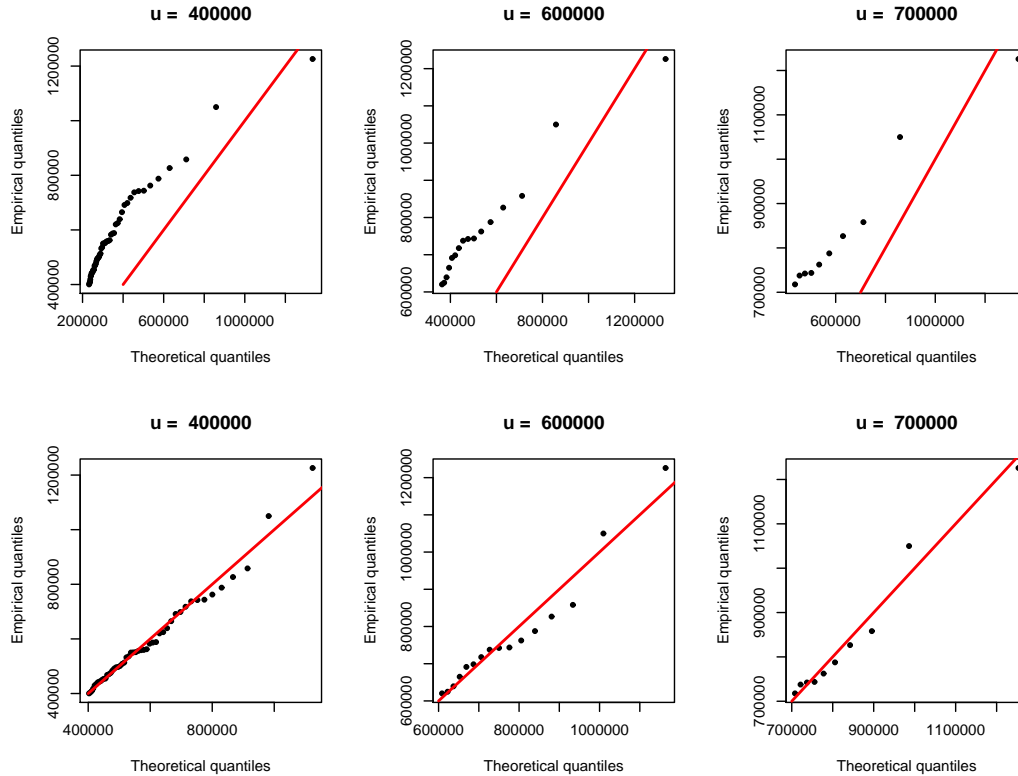 u = 400000
Empirical quantiles
400000 800000 1200000
200000 600000 1000000
Theoretical quantiles
u = 600000
Empirical quantiles
600000 800000 1000000 1200000
400000 600000 800000 1000000 1200000
Theoretical quantiles
u = 700000
Empirical quantiles
700000 900000 1100000
600000 1000000
Theoretical quantiles
u = 400000
Empirical quantiles
400000 800000 1200000
400000 800000
Theoretical quantiles
u = 600000
Empirical quantiles
600000 800000 1000000 1200000
600000 800000 1000000
Theoretical quantiles
u = 700000
Empirical quantiles
700000 900000 1100000
700000 900000 1100000
Theoretical quantiles